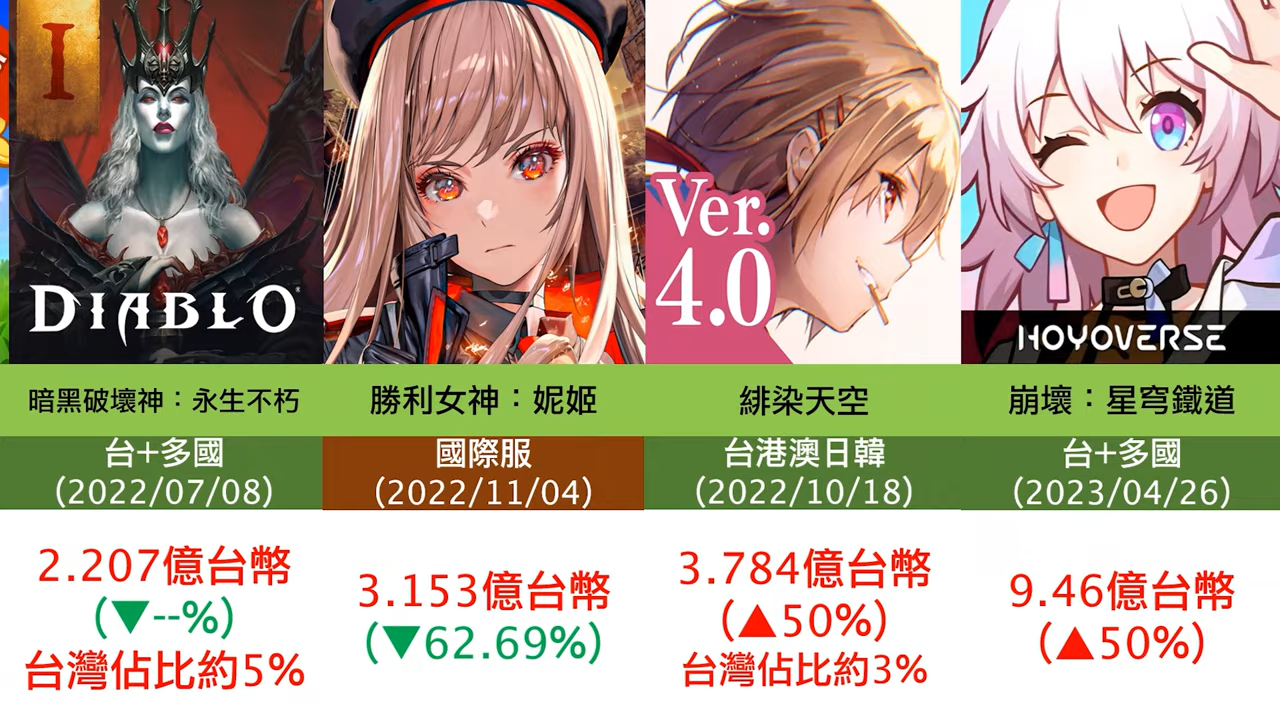 I
DIABLO
暗黑破壞神：永生不朽
台+多國
(2022/07/08)
2.207億台幣
(▼--%)
台灣佔比約5%
勝利女神：妮姬
國際服
(2022/11/04)
3.153億台幣
(▼62.69%)
Ver.
4.0
緋染天空
台港澳日韓
(2022/10/18)
3.784億台幣
(▲50%)
台灣佔比約3%
HOYOVERSE
崩壞：星穹鐵道
台+多國
(2023/04/26)
9.46億台幣
(▲50%)